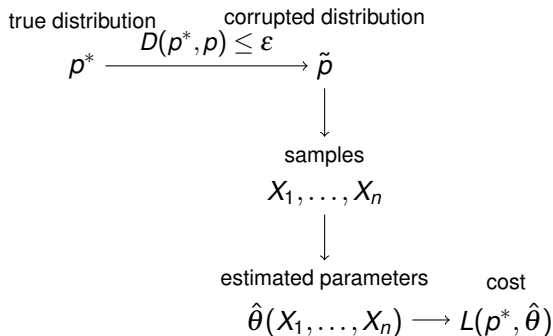 true distribution
corrupted distribution
D(p*, p) ≤ ε
p*
p̃
samples
X₁, . . . , Xₙ
estimated parameters
cost
θ̂(X₁, . . . , Xₙ)
L(p*, θ̂)